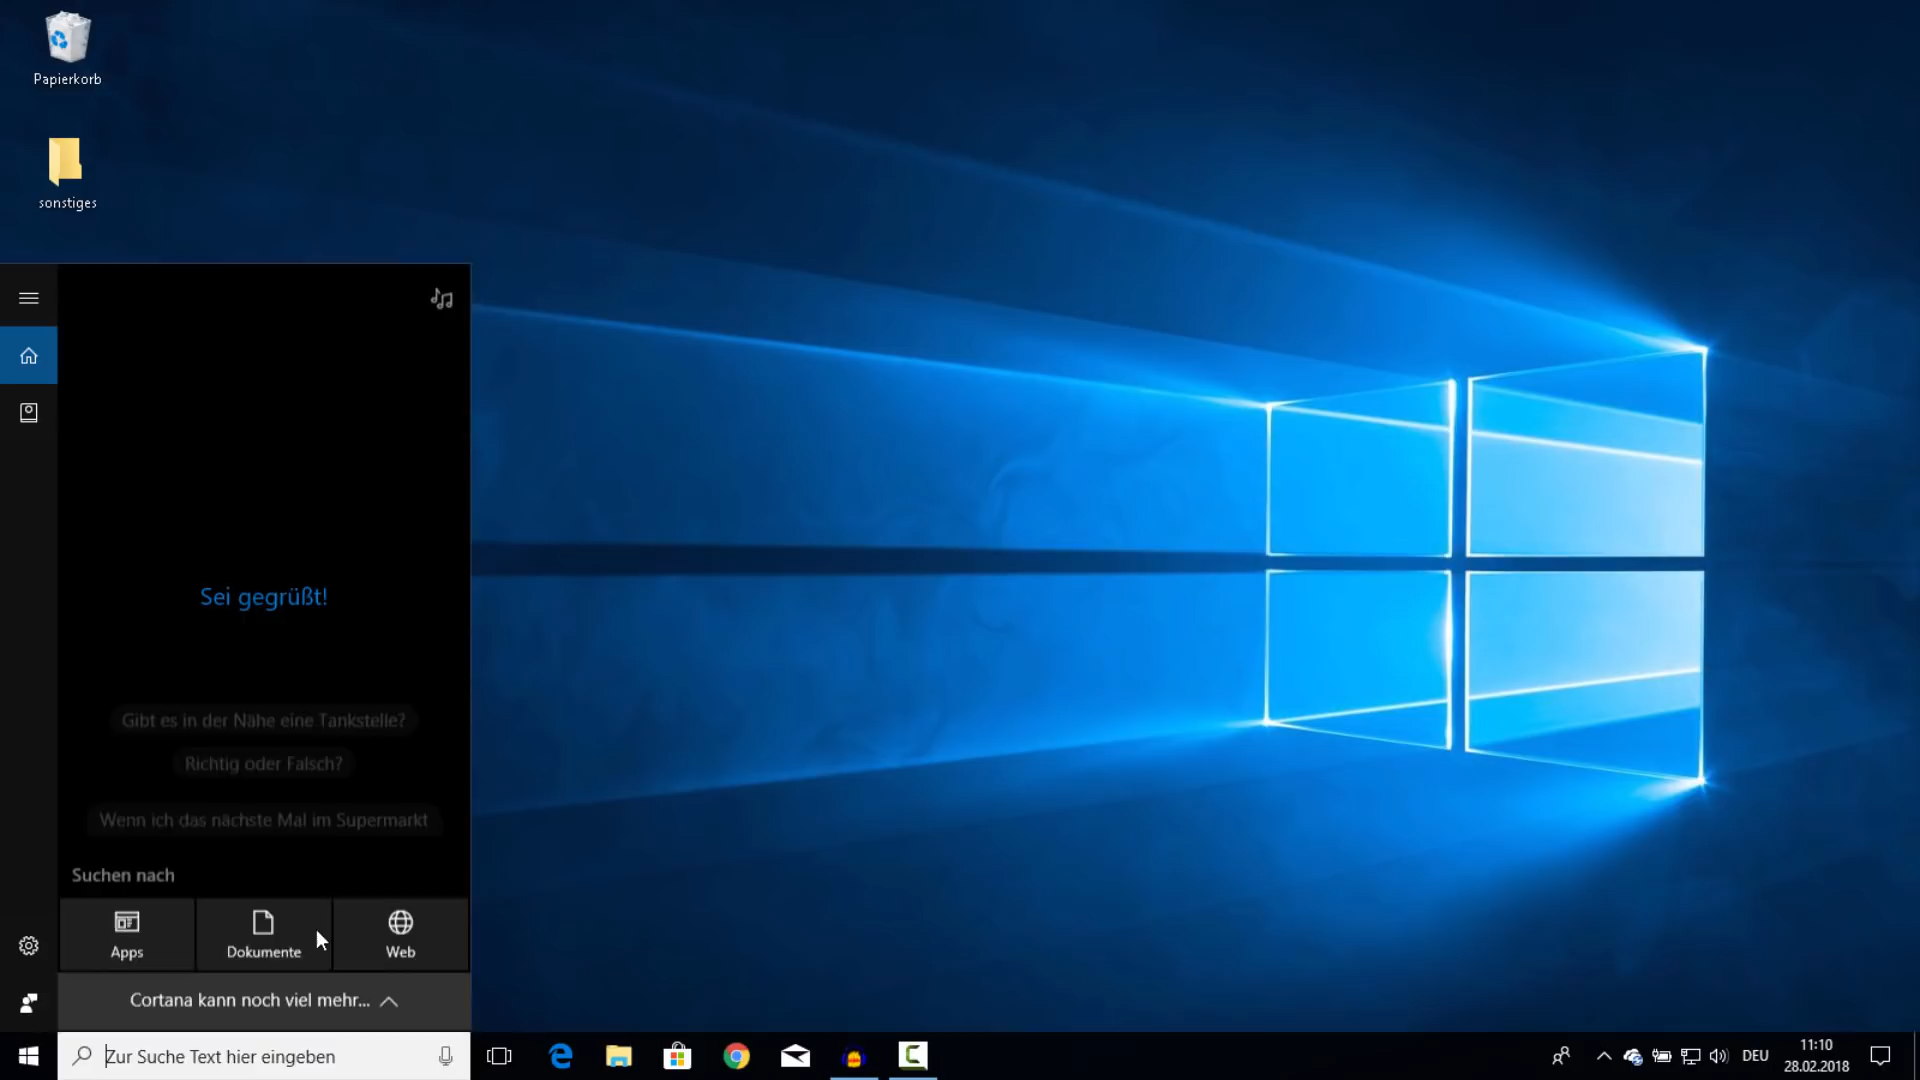 Papierkorb
sonstiges
Sei gegrüßt!
Gibt es in der Nähe eine Tankstelle?
Richtig oder Falsch?
Wenn ich das nächste Mal im Supermarkt
Suchen nach
Apps
Dokumente
Web
Cortana kann noch viel mehr...
Zur Suche Text hier eingeben
DEU
11:10
28.02.2018